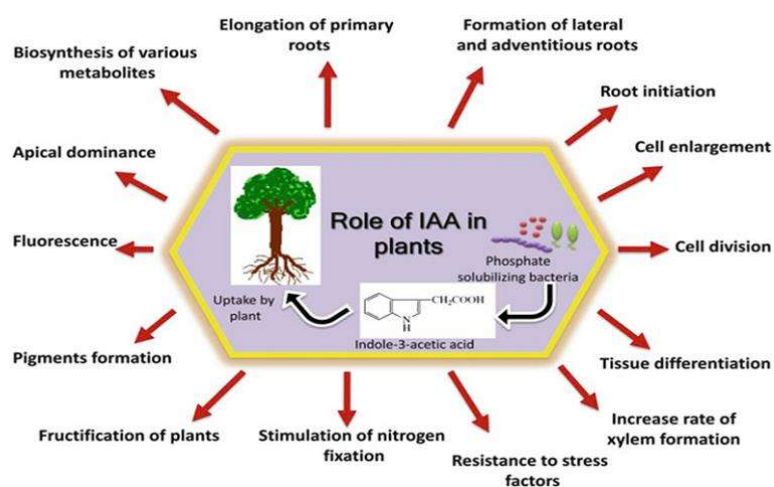 Elongation of primary
roots
Formation of lateral
and adventitious roots
Biosynthesis of various
metabolites
Root initiation
Apical dominance
Cell enlargement
Fluorescence
Cell division
Role of IAA in
plants
Phosphate
solubilizing bacteria
Uptake by
plant
CH2COOH
N
H
Indole-3-acetic acid
Pigments formation
Tissue differentiation
Fructification of plants
Stimulation of nitrogen
fixation
Resistance to stress
factors
Increase rate of
xylem formation